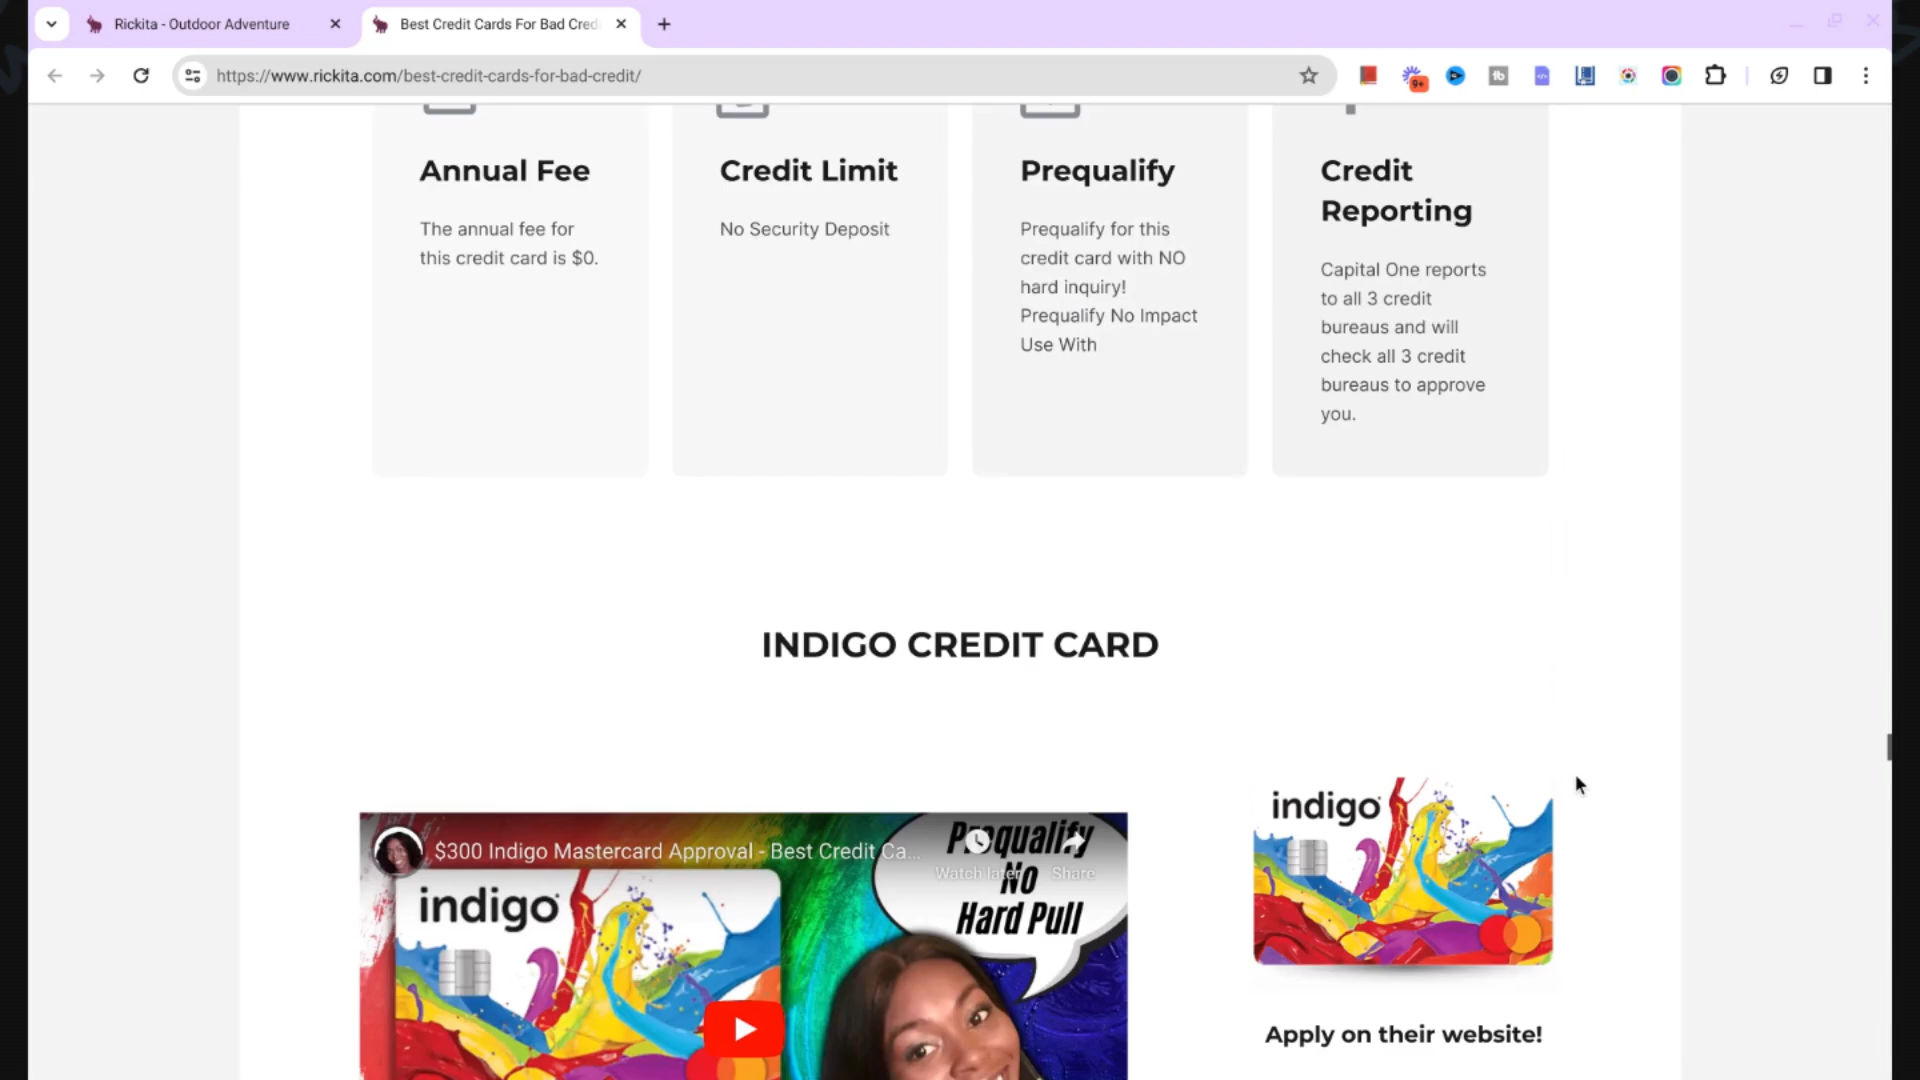 Rickita - Outdoor Adventure
Best Credit Cards For Bad Cred
https://www.rickita.com/best-credit-cards-for-bad-credit/
9+
Annual Fee
The annual fee for
this credit card is $0.
Credit Limit
No Security Deposit
Prequalify
Prequalify for this
credit card with NO
hard inquiry!
Prequalify No Impact
Use With
Credit
Reporting
Capital One reports
to all 3 credit
bureaus and will
check all 3 credit
bureaus to approve
you.
INDIGO CREDIT CARD
$300 Indigo Mastercard Approval - Best Credit Ca...
Watch later
Share
Prequalify
No
Hard Pull
indigo
indigo
Apply on their website!